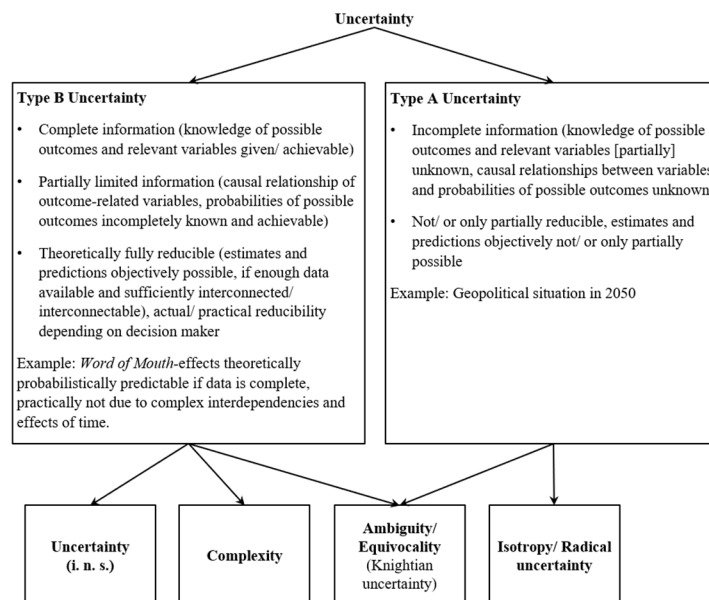 Uncertainty
Type B Uncertainty
• Complete information (knowledge of possible
outcomes and relevant variables given/ achievable)
• Partially limited information (causal relationship of
outcome-related variables, probabilities of possible
outcomes incompletely known and achievable)
• Theoretically fully reducible (estimates and
predictions objectively possible, if enough data
available and sufficiently interconnected/
interconnectable), actual/ practical reducibility
depending on decision maker
Example: Word of Mouth-effects theoretically
probabilistically predictable if data is complete,
practically not due to complex interdependencies and
effects of time.
Type A Uncertainty
• Incomplete information (knowledge of possible
outcomes and relevant variables [partially]
unknown, causal relationships between variables
and probabilities of possible outcomes unknown
• Not/ or only partially reducible, estimates and
predictions objectively not/ or only partially
possible
Example: Geopolitical situation in 2050
Uncertainty
(i. n. s.)
Complexity
Ambiguity/
Equivocality
(Knightian
uncertainty)
Isotropy/ Radical
uncertainty